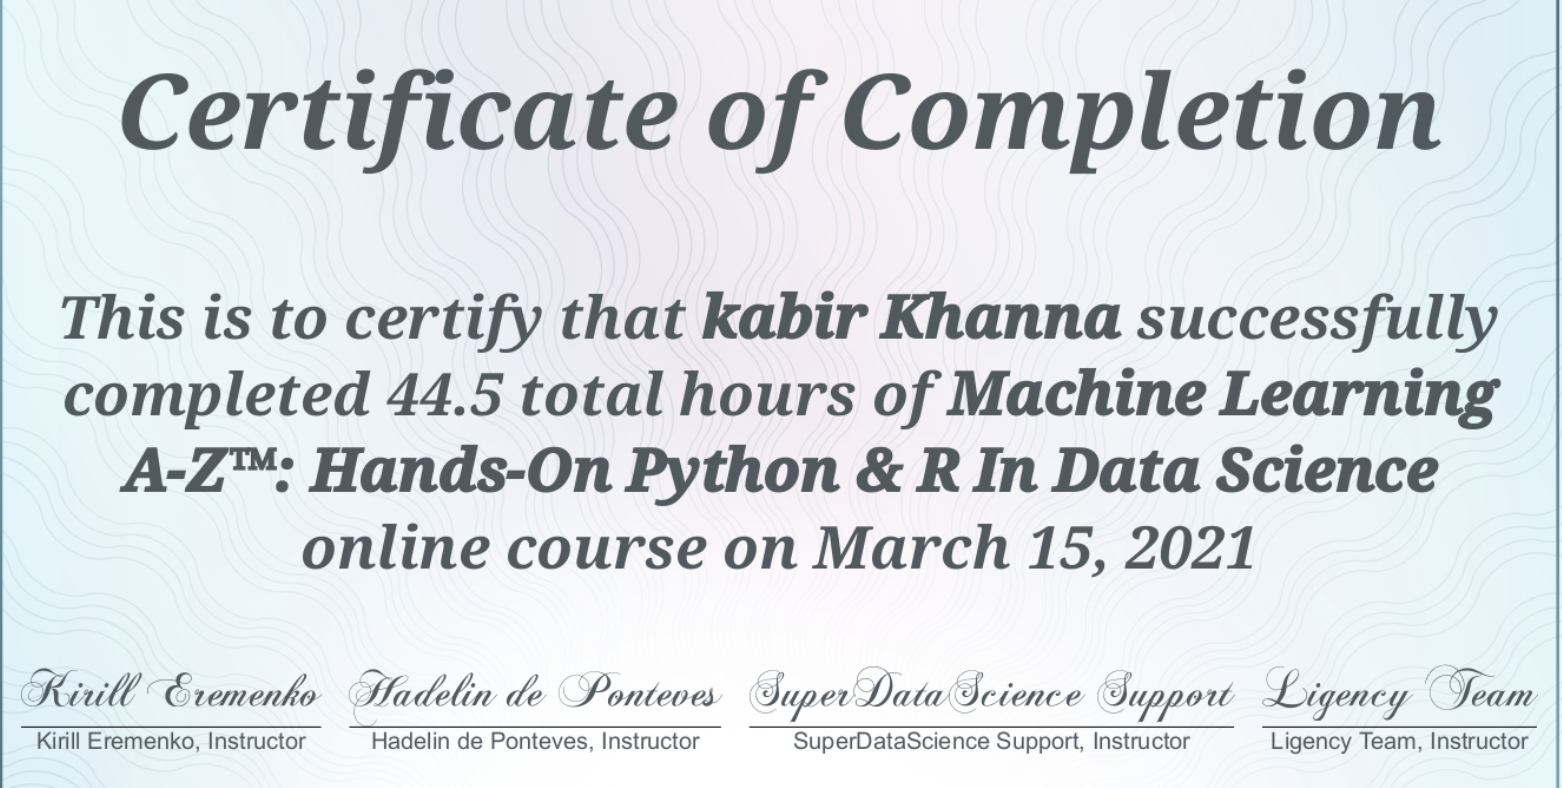 Certificate of Completion
This is to certify that kabir Khanna successfully
completed 44.5 total hours of Machine Learning
A-Z™: Hands-On Python & R In Data Science
online course on March 15, 2021
Kirill Eremenko Hadelin de Ponteves SuperDataScience Support Ligency Team
Kirill Eremenko, Instructor Hadelin de Ponteves, Instructor SuperDataScience Support, Instructor Ligency Team, Instructor